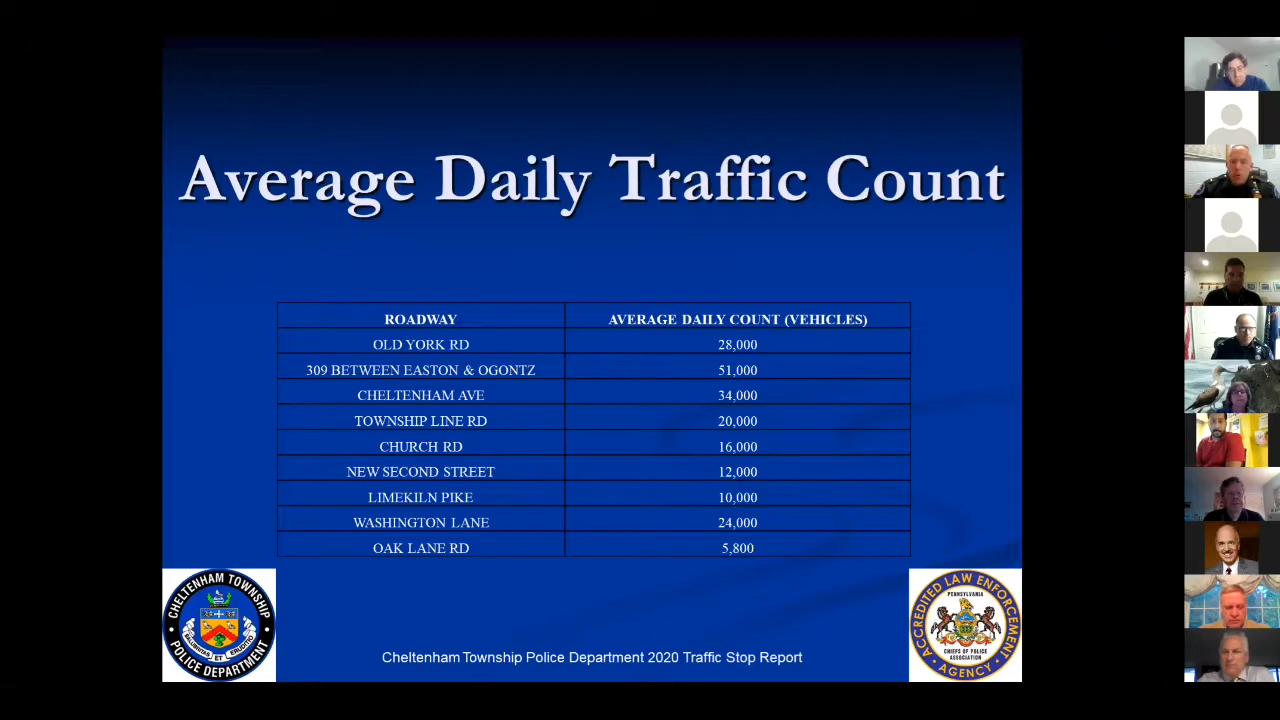 Average Daily Traffic Count
ROADWAY AVERAGE DAILY COUNT (VEHICLES)
OLD YORK RD 28,000
309 BETWEEN EASTON & OGONTZ 51,000
CHELTENHAM AVE 34,000
TOWNSHIP LINE RD 20,000
CHURCH RD 16,000
NEW SECOND STREET 12,000
LIMEKILN PIKE 10,000
WASHINGTON LANE 24,000
OAK LANE RD 5,800
CHELTENHAM TOWNSHIP
POLICE DEPARTMENT
Cheltenham Township Police Department 2020 Traffic Stop Report
ACCREDITED LAW ENFORCEMENT
PENNSYLVANIA
CHIEFS OF POLICE
ASSOCIATION
AGENCY